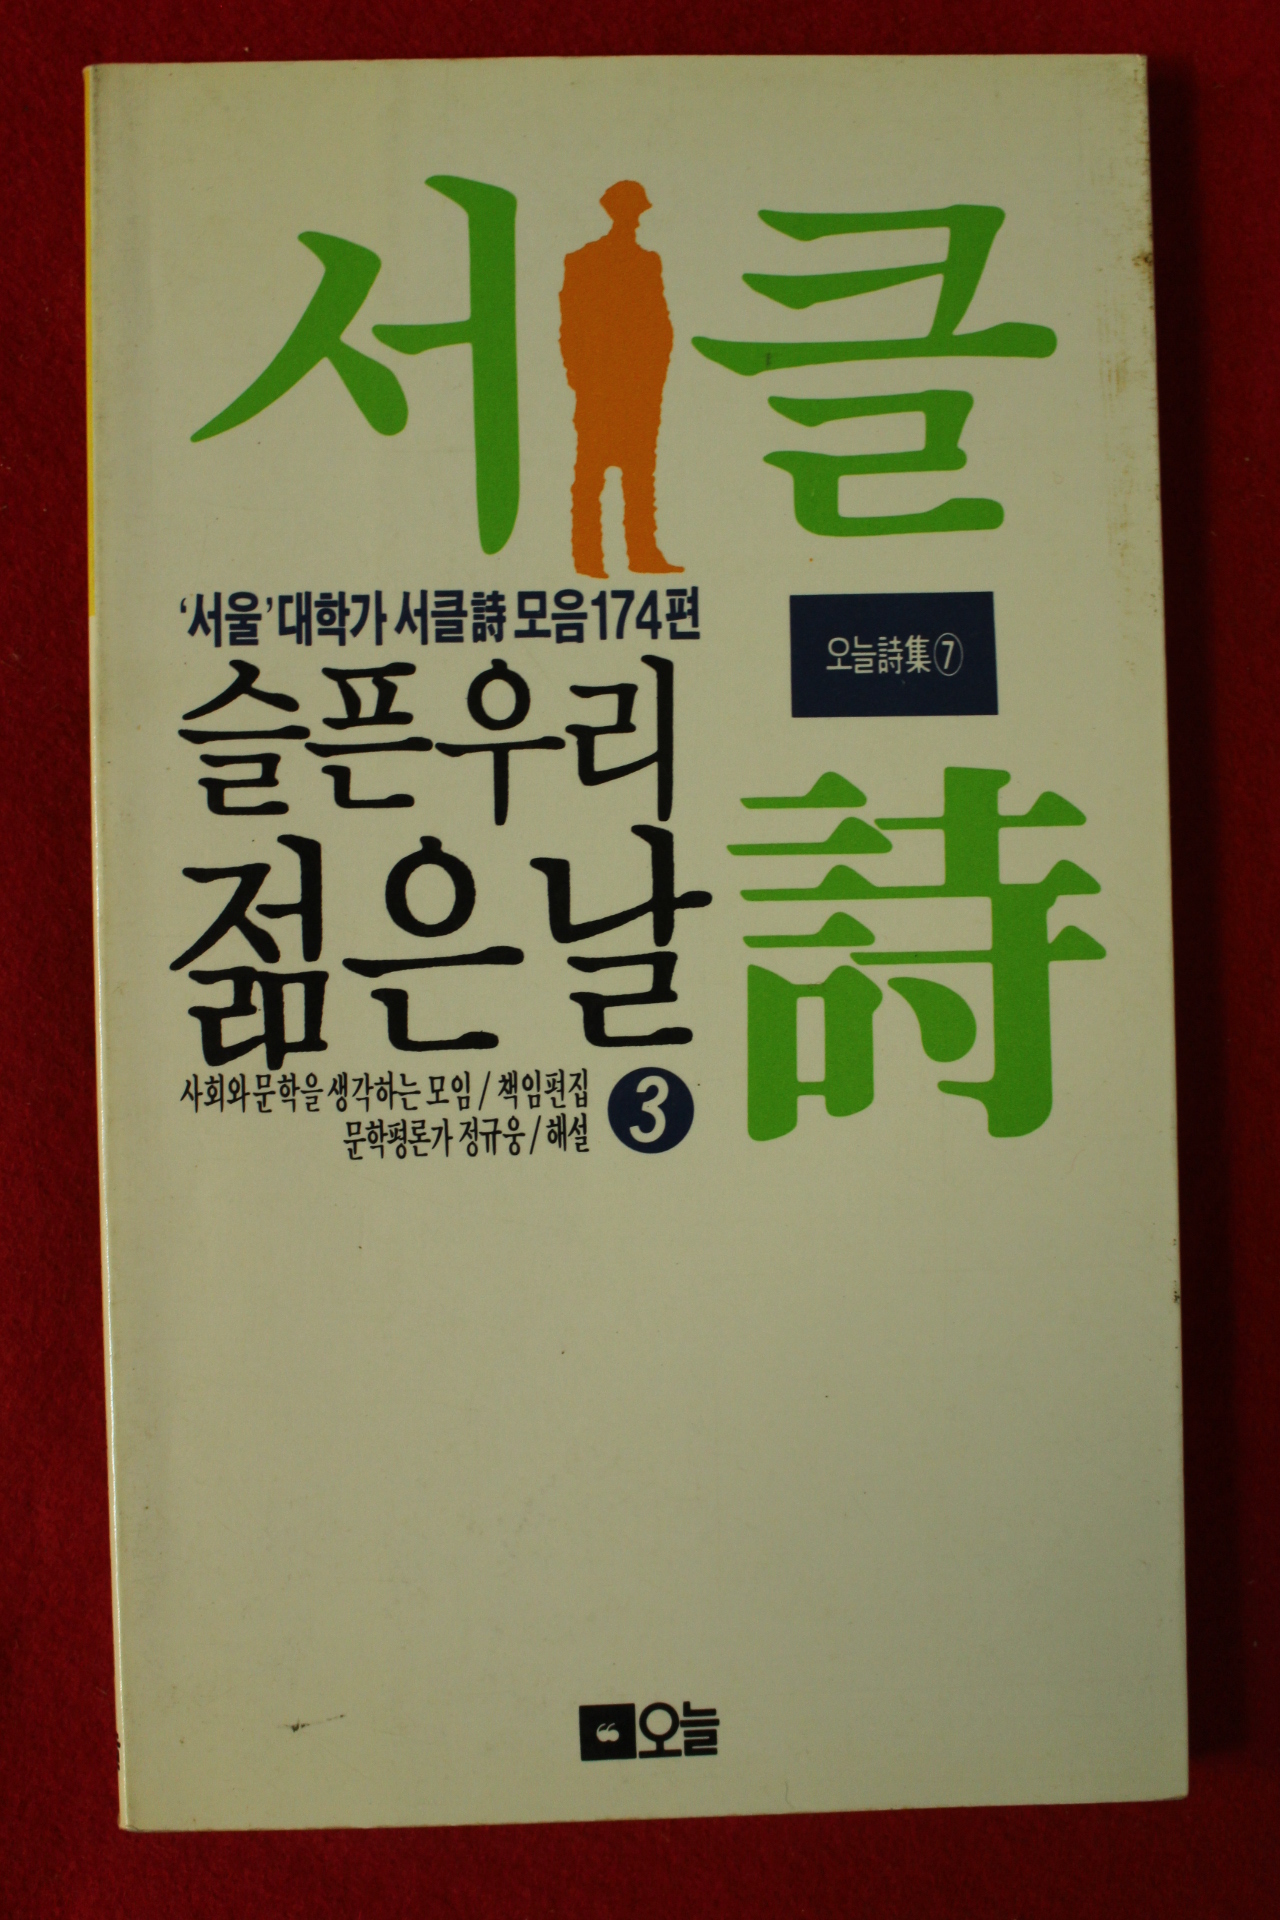 서클
詩
'서울'대학가 서클詩 모음174편
오늘詩集⑦
슬픈우리
젊은날
사회와 문학을 생각하는 모임 / 책임편집
문학평론가 정규웅 / 해설
3
오늘